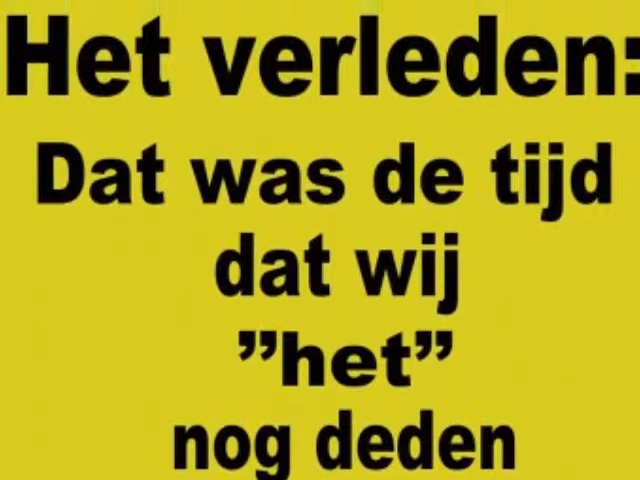 Het verleden:
Dat was de tijd
dat wij
”het”
nog deden